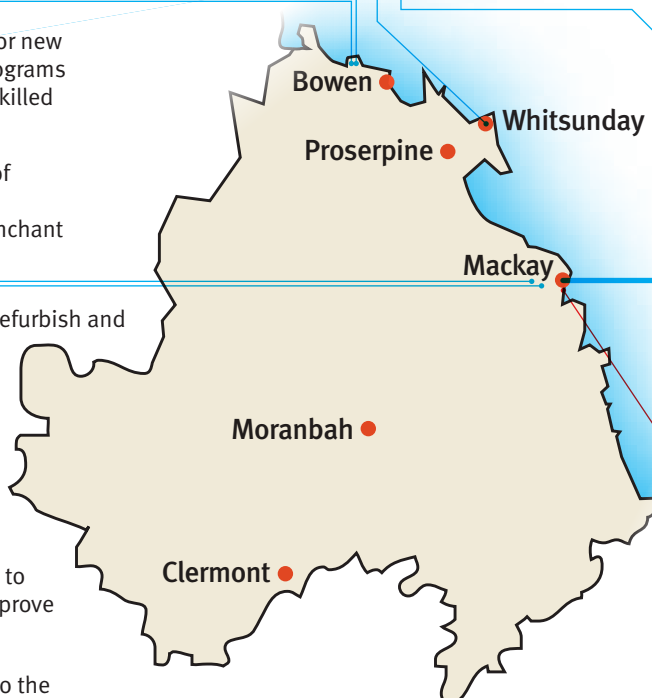 or new
ograms
killed
of
nchant
efurbish and
to
prove
o the
Bowen
Whitsunday
Proserpine
Mackay
Moranbah
Clermont